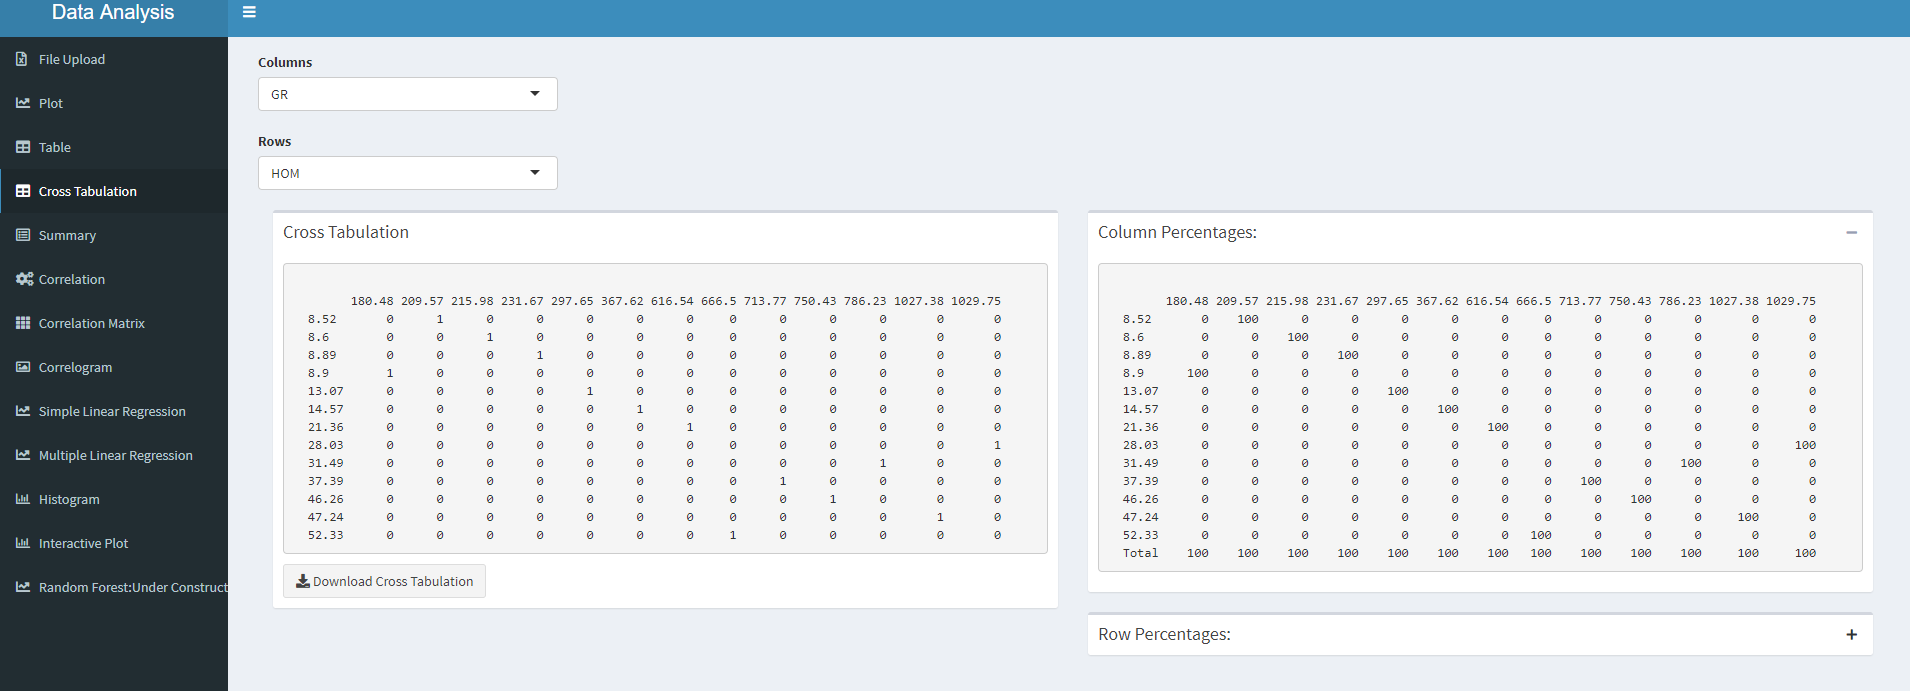 Data Analysis
File Upload
Plot
Table
Cross Tabulation
Summary
Correlation
Correlation Matrix
Correlogram
Simple Linear Regression
Multiple Linear Regression
Histogram
Interactive Plot
Random Forest:Under Construct
Columns
GR
Rows
HOM
Cross Tabulation
180.48 209.57 215.98 231.67 297.65 367.62 616.54 666.5 713.77 750.43 786.23 1027.38 1029.75
8.52 0 1 0 0 0 0 0 0 0 0 0 0 0
8.6 0 0 1 0 0 0 0 0 0 0 0 0 0
8.89 0 0 0 1 0 0 0 0 0 0 0 0 0
8.9 1 0 0 0 0 0 0 0 0 0 0 0 0
13.07 0 0 0 0 1 0 0 0 0 0 0 0 0
14.57 0 0 0 0 0 1 0 0 0 0 0 0 0
21.36 0 0 0 0 0 0 1 0 0 0 0 0 0
28.03 0 0 0 0 0 0 0 0 0 0 0 0 1
31.49 0 0 0 0 0 0 0 0 0 0 1 0 0
37.39 0 0 0 0 0 0 0 0 1 0 0 0 0
46.26 0 0 0 0 0 0 0 0 0 1 0 0 0
47.24 0 0 0 0 0 0 0 0 0 0 0 1 0
52.33 0 0 0 0 0 0 0 1 0 0 0 0 0
Download Cross Tabulation
Column Percentages:
180.48 209.57 215.98 231.67 297.65 367.62 616.54 666.5 713.77 750.43 786.23 1027.38 1029.75
8.52 0 100 0 0 0 0 0 0 0 0 0 0 0
8.6 0 0 100 0 0 0 0 0 0 0 0 0 0
8.89 0 0 0 100 0 0 0 0 0 0 0 0 0
8.9 100 0 0 0 0 0 0 0 0 0 0 0 0
13.07 0 0 0 0 100 0 0 0 0 0 0 0 0
14.57 0 0 0 0 0 100 0 0 0 0 0 0 0
21.36 0 0 0 0 0 0 100 0 0 0 0 0 0
28.03 0 0 0 0 0 0 0 0 0 0 0 0 100
31.49 0 0 0 0 0 0 0 0 0 0 100 0 0
37.39 0 0 0 0 0 0 0 0 100 0 0 0 0
46.26 0 0 0 0 0 0 0 0 0 100 0 0 0
47.24 0 0 0 0 0 0 0 0 0 0 0 100 0
52.33 0 0 0 0 0 0 0 100 0 0 0 0 0
Total 100 100 100 100 100 100 100 100 100 100 100 100 100
Row Percentages: